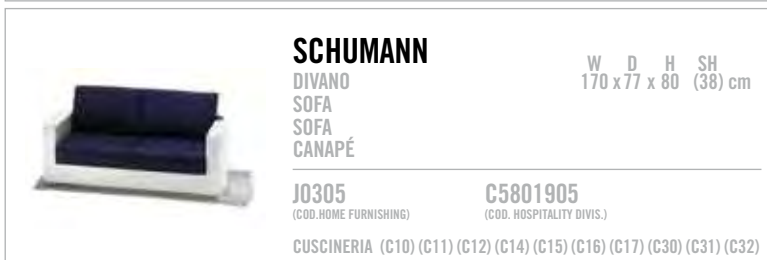 SCHUMANN
W D H SH
DIVANO 170 x 77 x 80 (38) cm
SOFA
SOFA
CANAPÉ
J0305 C5801905
(COD.HOME FURNISHING) (COD. HOSPITALITY DIVIS.)
CUSCINERIA (C10) (C11) (C12) (C14) (C15) (C16) (C17) (C30) (C31) (C32)